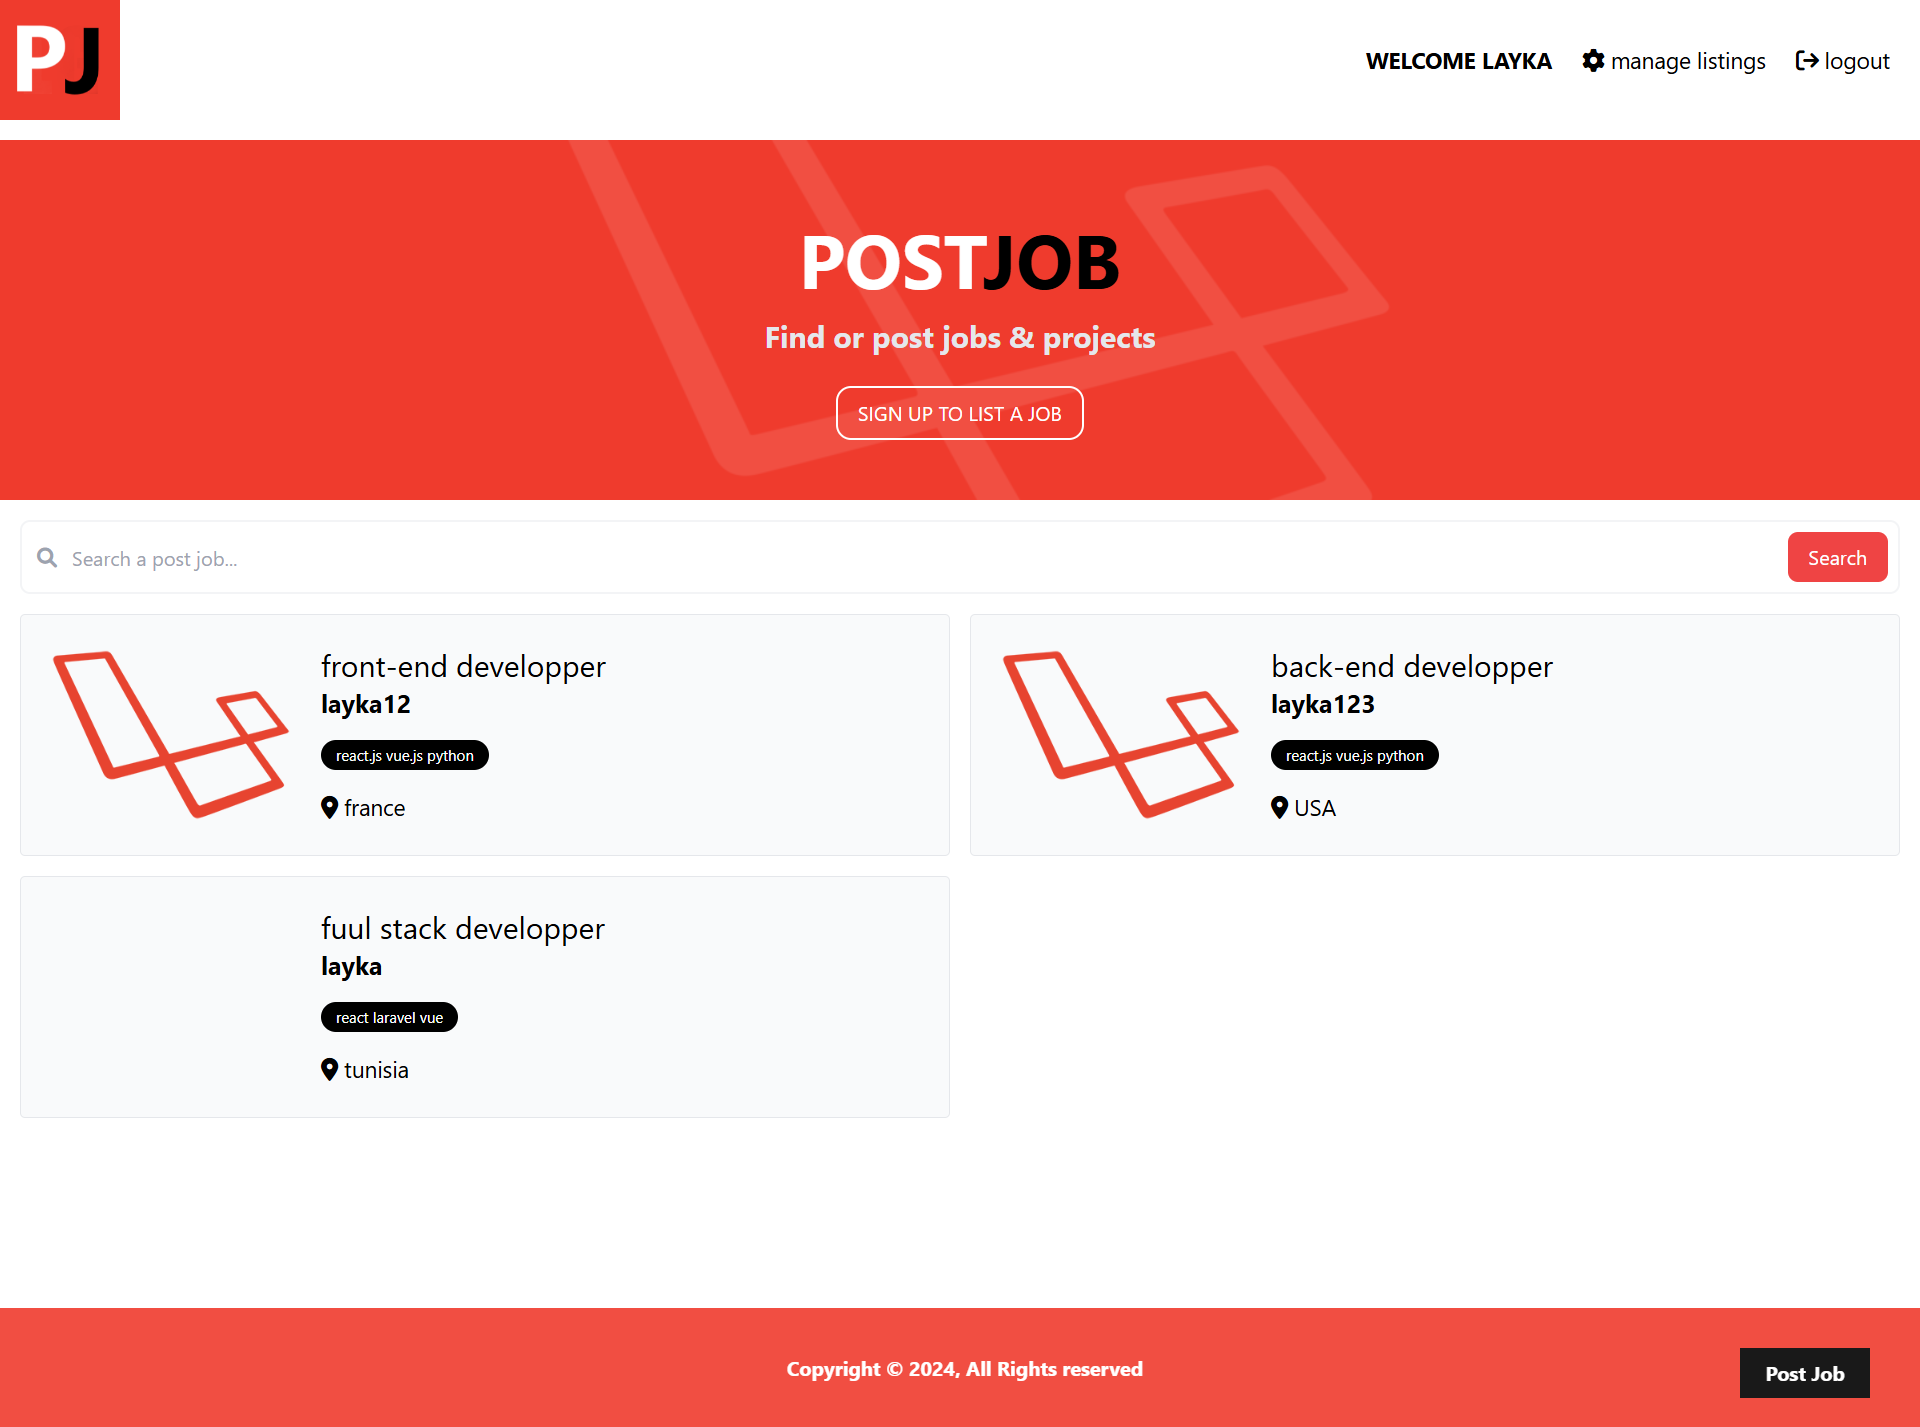 PJ
WELCOME LAYKA manage listings logout
POSTJOB
Find or post jobs & projects
SIGN UP TO LIST A JOB
Search a post job... Search
front-end developper
layka12
react.js vue.js python
france
back-end developper
layka123
react.js vue.js python
USA
fuul stack developper
layka
react laravel vue
tunisia
Copyright © 2024, All Rights reserved
Post Job